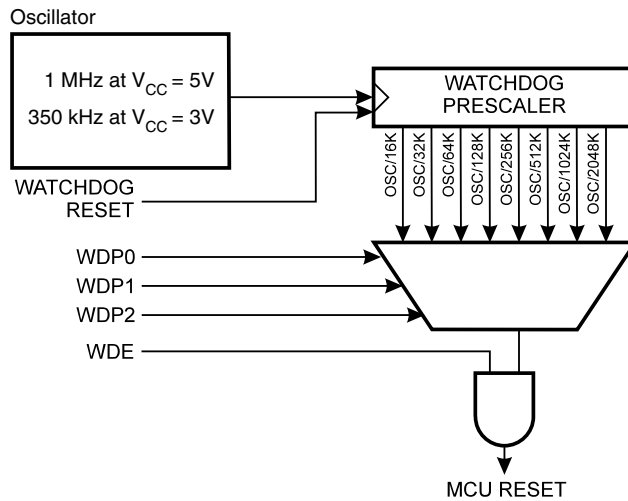 Oscillator
1 MHz at VCC = 5V
350 kHz at VCC = 3V
WATCHDOG
PRESCALER
OSC/16K
OSC/32K
OSC/64K
OSC/128K
OSC/256K
OSC/512K
OSC/1024K
OSC/2048K
WATCHDOG
RESET
WDP0
WDP1
WDP2
WDE
MCU RESET